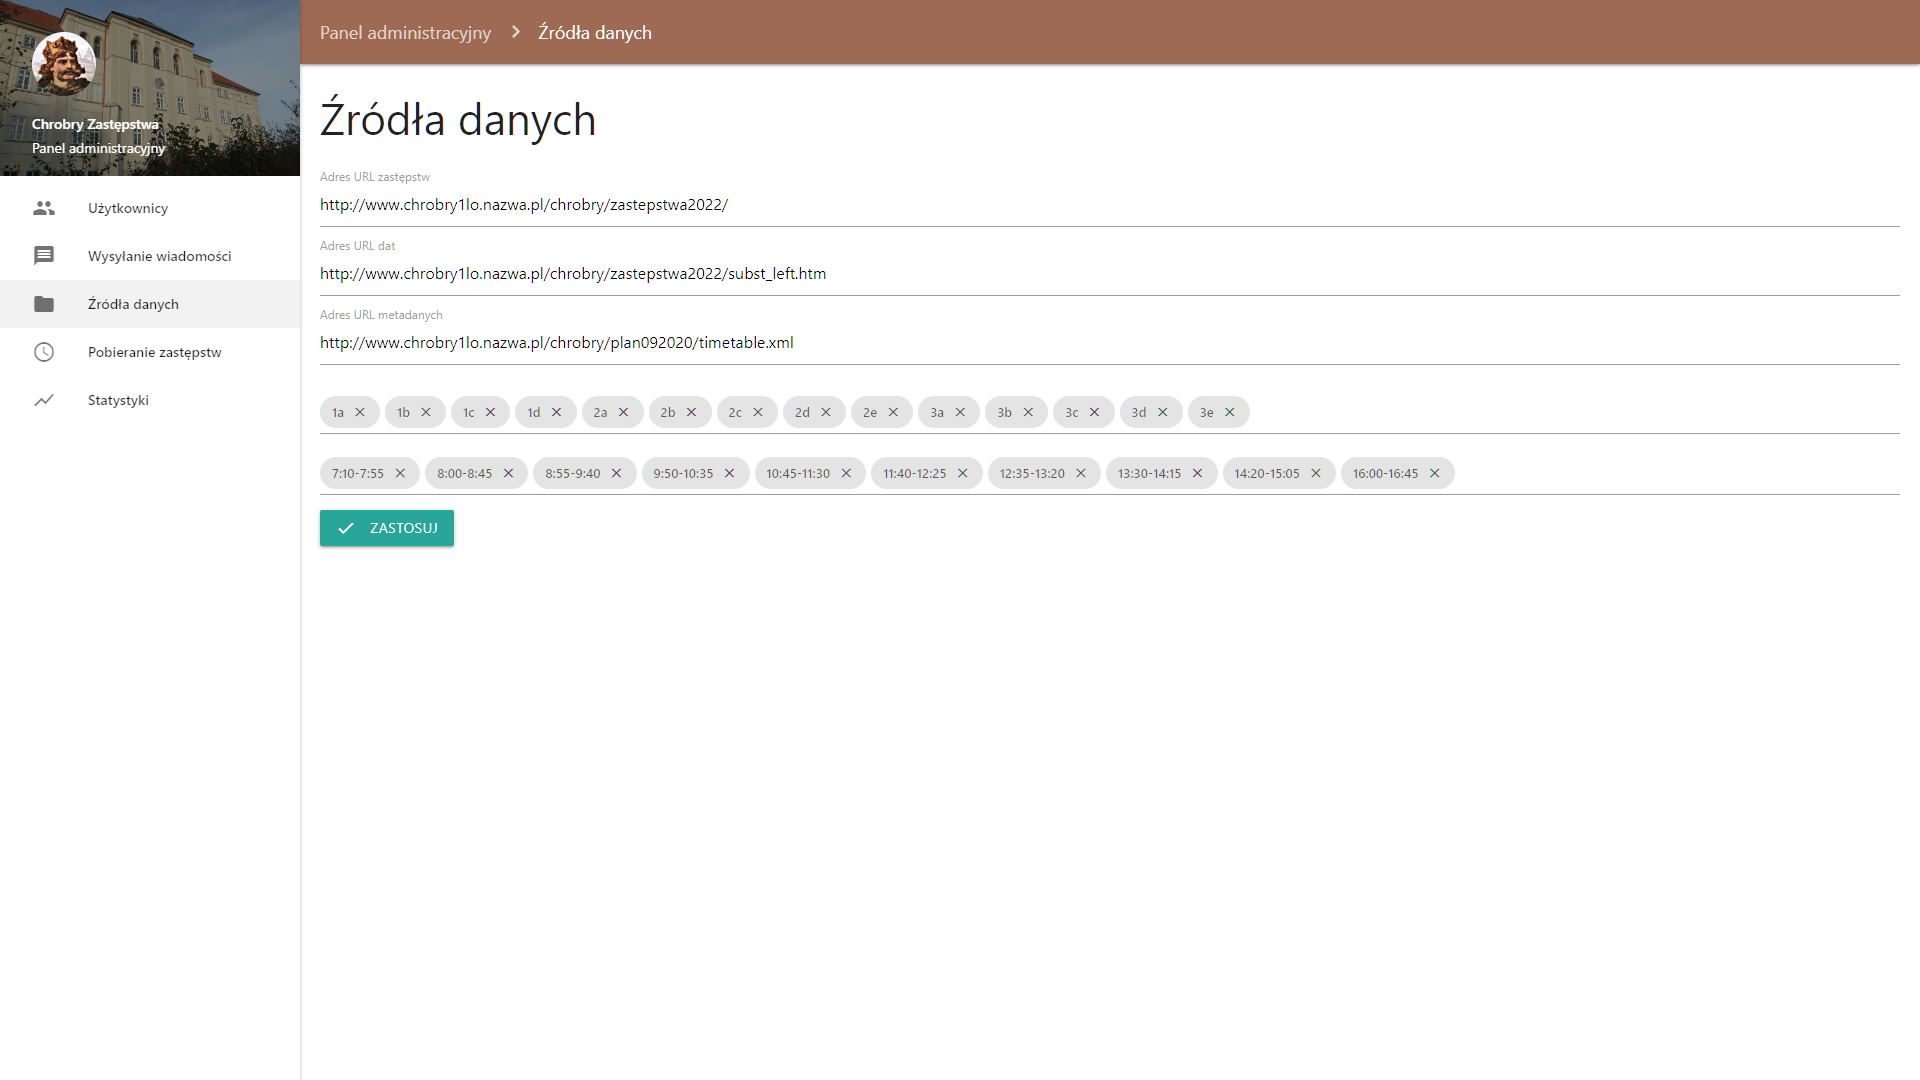 Chrobry Zastępstwa
Panel administracyjny
Użytkownicy
Wysyłanie wiadomości
Źródła danych
Pobieranie zastępstw
Statystyki
Panel administracyjny Źródła danych
Źródła danych
Adres URL zastępstw
http://www.chrobry1lo.nazwa.pl/chrobry/zastepstwa2022/
Adres URL dat
http://www.chrobry1lo.nazwa.pl/chrobry/zastepstwa2022/subst_left.htm
Adres URL metadanych
http://www.chrobry1lo.nazwa.pl/chrobry/plan092020/timetable.xml
1a 1b 1c 1d 2a 2b 2c 2d 2e 3a 3b 3c 3d 3e
7:10-7:55 8:00-8:45 8:55-9:40 9:50-10:35 10:45-11:30 11:40-12:25 12:35-13:20 13:30-14:15 14:20-15:05 16:00-16:45
ZASTOSUJ